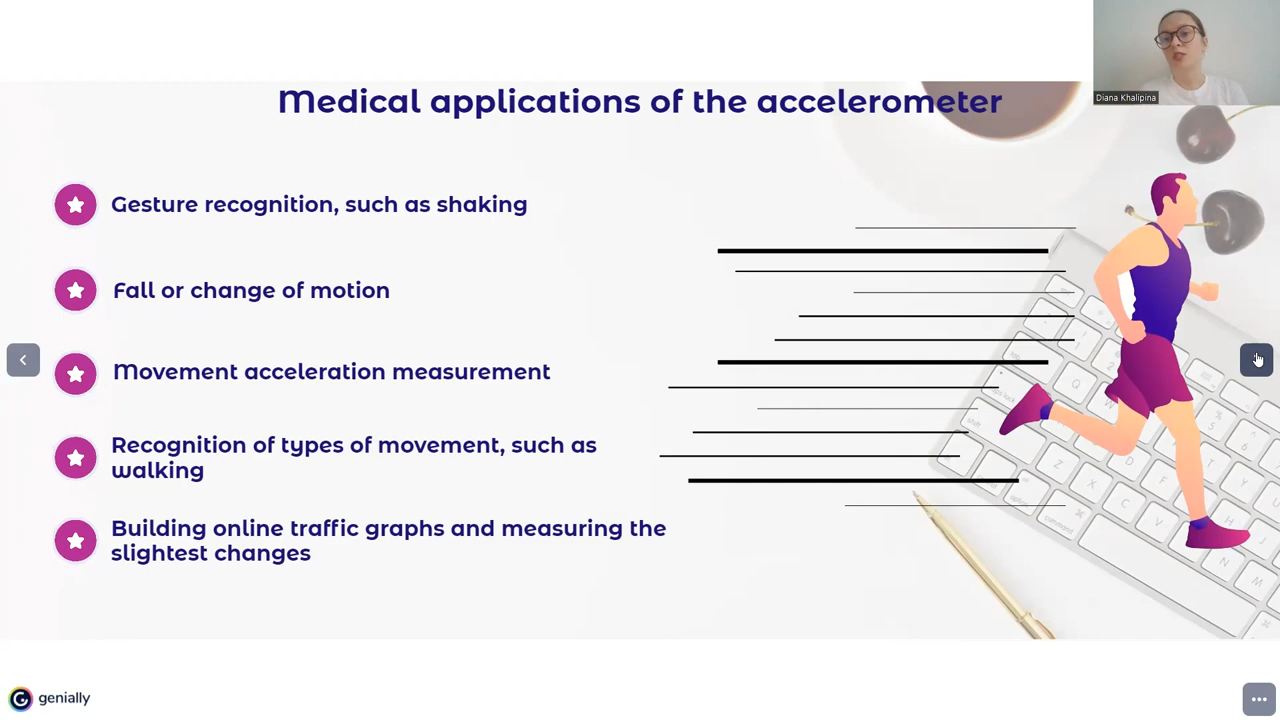 Medical applications of the accelerometer
Diana Khalipina
Gesture recognition, such as shaking
Fall or change of motion
Movement acceleration measurement
Recognition of types of movement, such as
walking
Building online traffic graphs and measuring the
slightest changes
genially